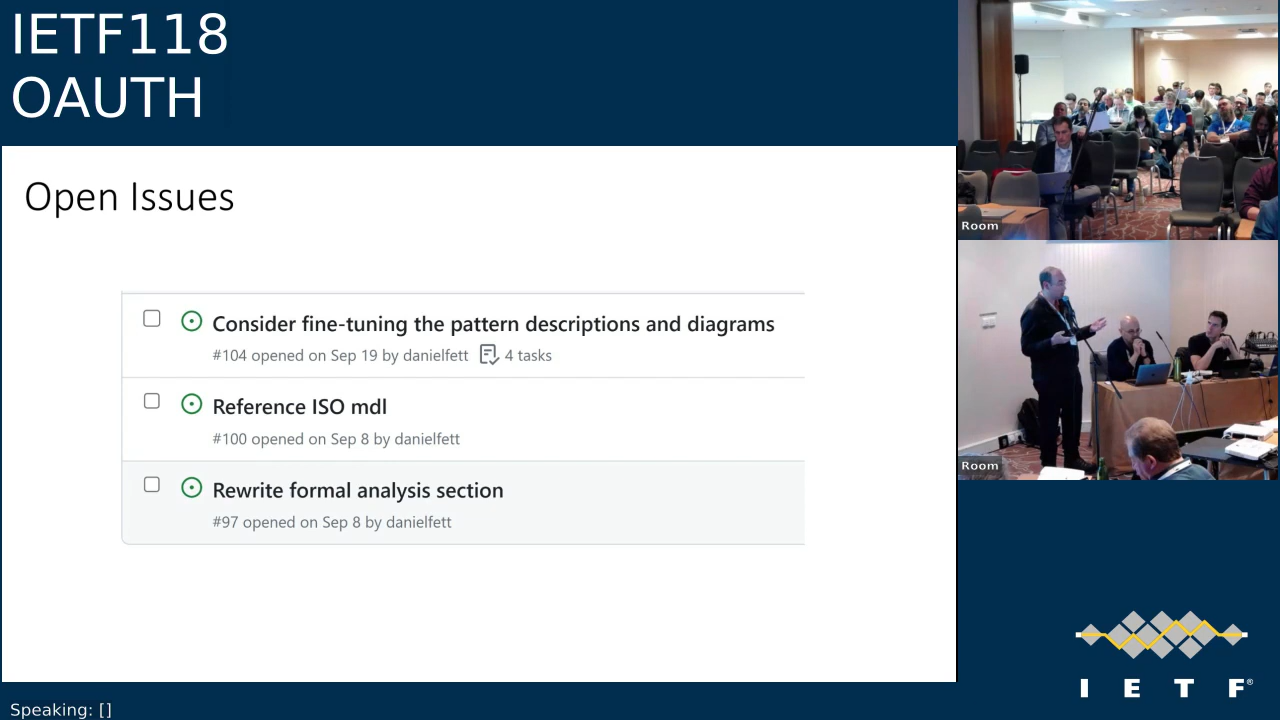 IETF118
OAUTH
Open Issues
Consider fine-tuning the pattern descriptions and diagrams
#104 opened on Sep 19 by danielfett 4 tasks
Reference ISO mdl
#100 opened on Sep 8 by danielfett
Rewrite formal analysis section
#97 opened on Sep 8 by danielfett
Room
Room
I E T F®
Speaking: []